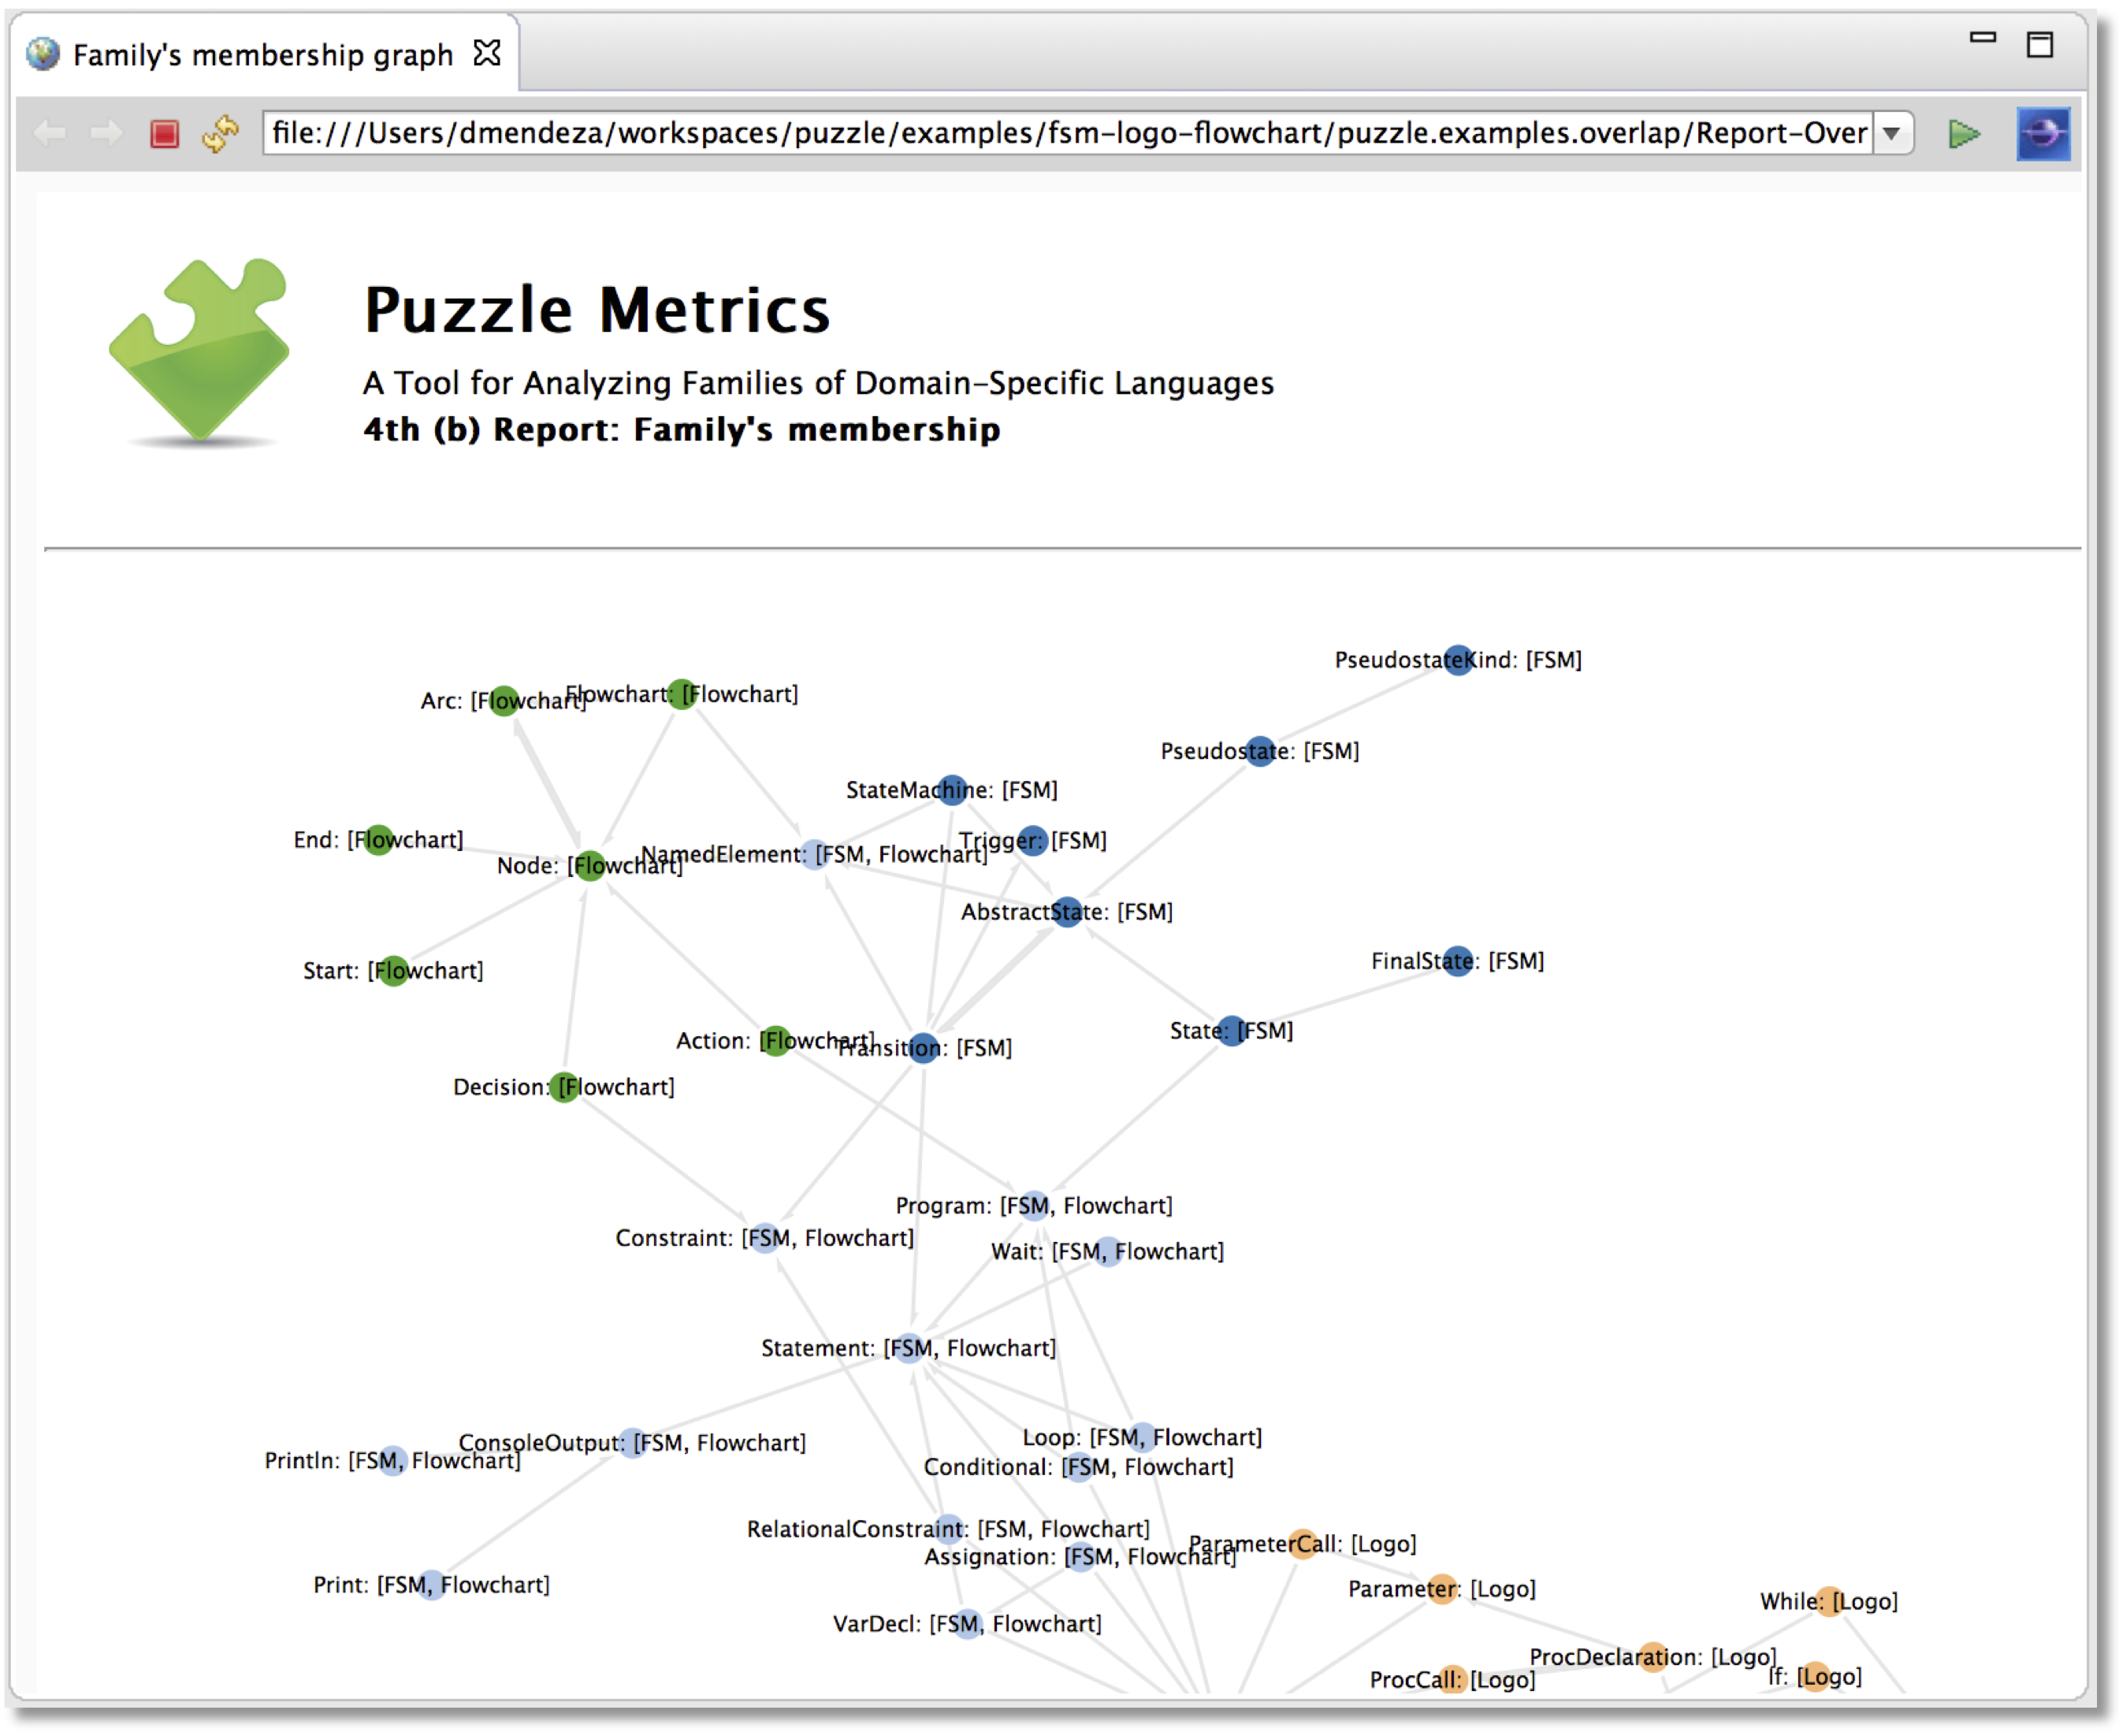 Family's membership graph
file:///Users/dmendeza/workspaces/puzzle/examples/fsm-logo-flowchart/puzzle.examples.overlap/Report-Over
Puzzle Metrics
A Tool for Analyzing Families of Domain-Specific Languages
4th (b) Report: Family's membership
PseudostateKind: [FSM]
Arc: [Flowchart]
Flowchart: [Flowchart]
Pseudostate: [FSM]
StateMachine: [FSM]
End: [Flowchart]
Trigger: [FSM]
Node: [Flowchart]
NamedElement: [FSM, Flowchart]
AbstractState: [FSM]
FinalState: [FSM]
Start: [Flowchart]
State: [FSM]
Action: [Flowchart]
Transition: [FSM]
Decision: [Flowchart]
Program: [FSM, Flowchart]
Constraint: [FSM, Flowchart]
Wait: [FSM, Flowchart]
Statement: [FSM, Flowchart]
Loop: [FSM, Flowchart]
ConsoleOutput: [FSM, Flowchart]
Println: [FSM, Flowchart]
Conditional: [FSM, Flowchart]
RelationalConstraint: [FSM, Flowchart]
ParameterCall: [Logo]
Assignation: [FSM, Flowchart]
Print: [FSM, Flowchart]
Parameter: [Logo]
While: [Logo]
VarDecl: [FSM, Flowchart]
ProcDeclaration: [Logo]
ProcCall: [Logo]
If: [Logo]